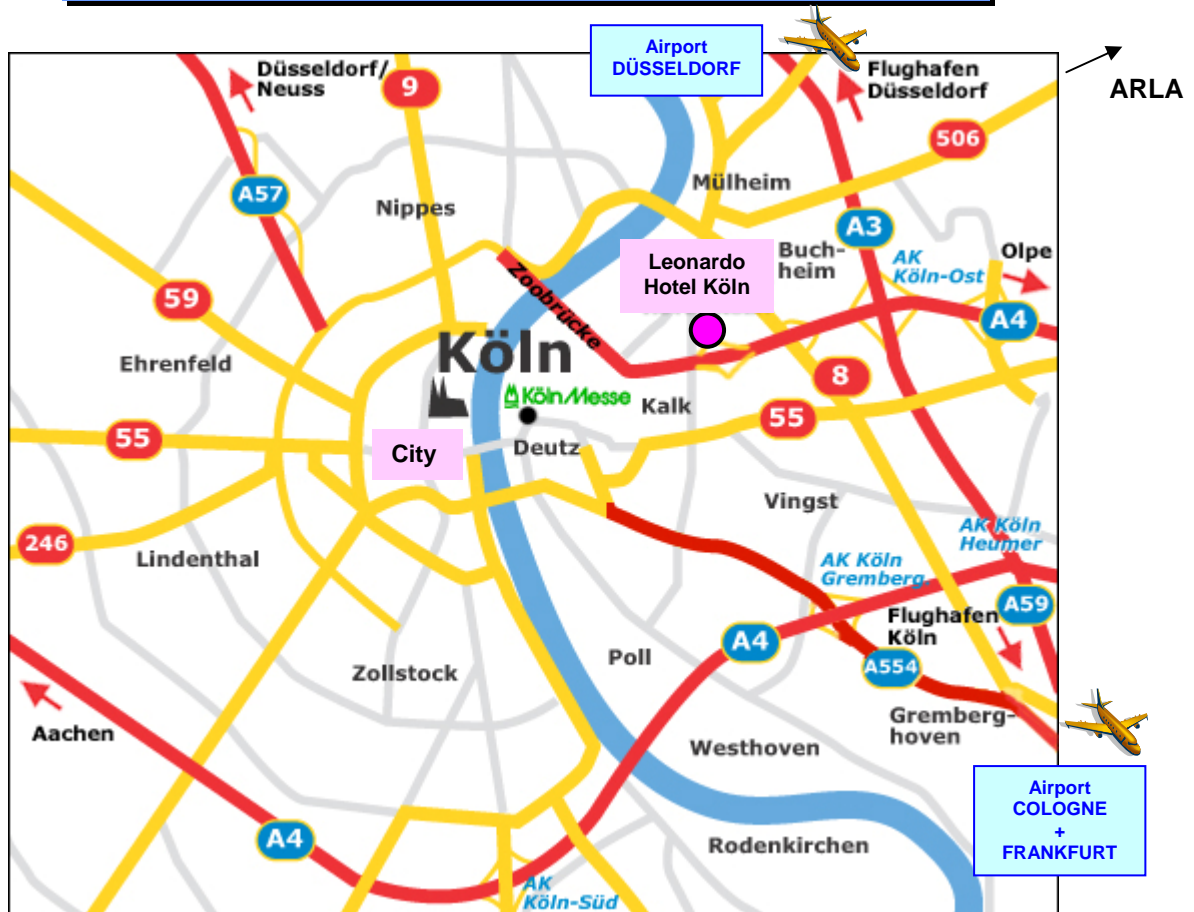 Airport
DÜSSELDORF
ARLA
Düsseldorf/
Neuss
9
Flughafen
Düsseldorf
506
A57
Nippes
Mülheim
A3
Buch-
heim
AK
Köln-Ost
Olpe
Leonardo
Hotel Köln
Zoobrücke
59
A4
Köln
Ehrenfeld
8
KölnMesse
Kalk
55
55
City
Deutz
Vingst
246
Lindenthal
AK Köln
Heumer
AK Köln
Gremberg
A59
Flughafen
Köln
A4
Poll
A554
Zollstock
Gremberg-
hoven
Aachen
Westhoven
Airport
COLOGNE
+
FRANKFURT
A4
Rodenkirchen
AK
Köln-Süd